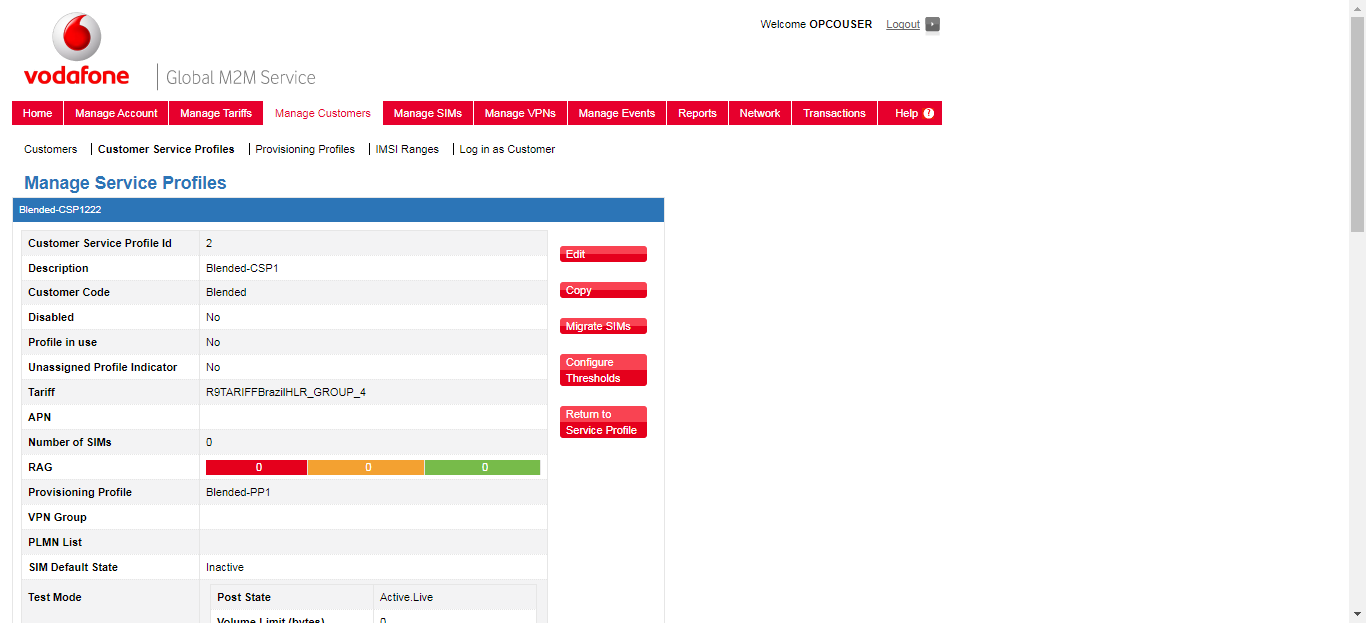 Welcome OPCOUSER Logout
vodafone
Global M2M Service
Home Manage Account Manage Tariffs Manage Customers Manage SIMs Manage VPNs Manage Events Reports Network Transactions Help ?
Customers Customer Service Profiles Provisioning Profiles IMSI Ranges Log in as Customer
Manage Service Profiles
Blended-CSP1222
Customer Service Profile Id 2
Description Blended-CSP1
Customer Code Blended
Disabled No
Profile in use No
Unassigned Profile Indicator No
Tariff R9TARIFFBrazilHLR_GROUP_4
APN
Number of SIMs 0
RAG 0 0 0
Provisioning Profile Blended-PP1
VPN Group
PLMN List
SIM Default State Inactive
Test Mode Post State Active.Live
Volume Limit (bytes) 0
Edit
Copy
Migrate SIMs
Configure
Thresholds
Return to
Service Profile